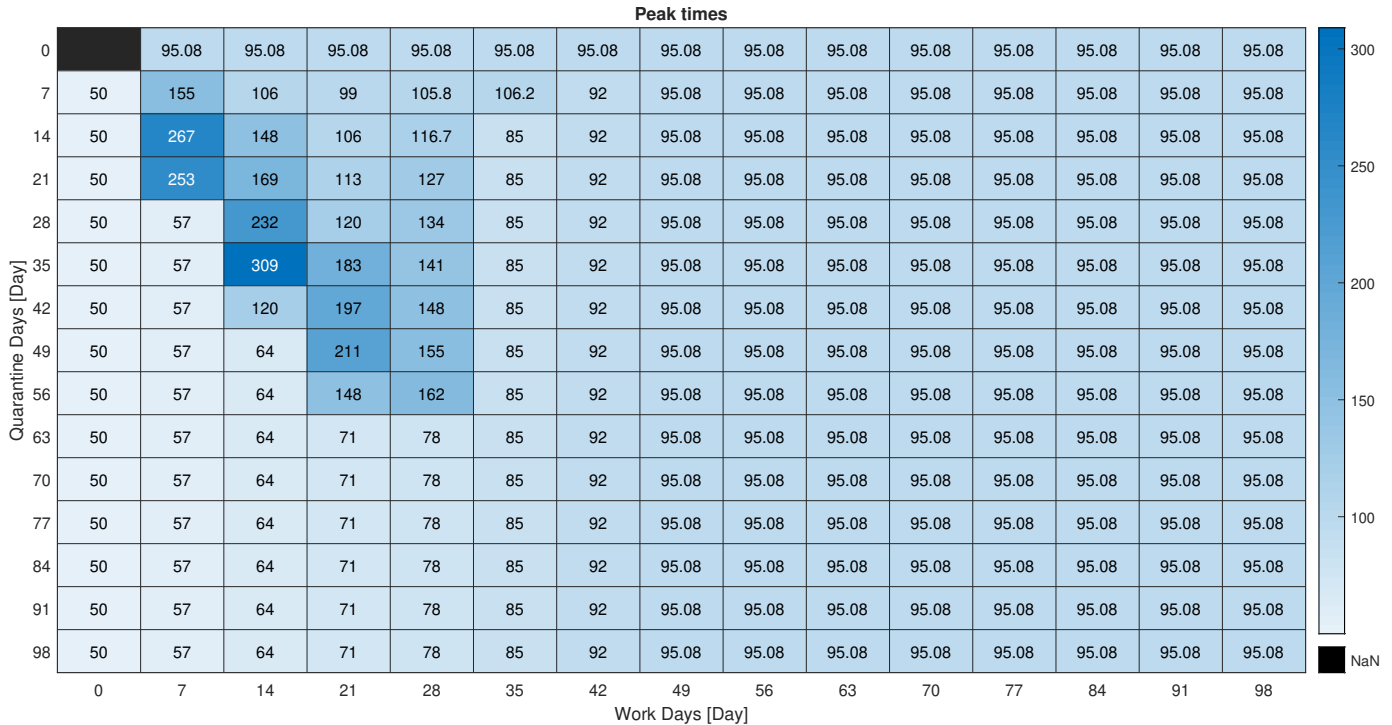 Peak times
0 95.08 95.08 95.08 95.08 95.08 95.08 95.08 95.08 95.08 95.08 95.08 95.08 95.08 95.08
7 50 155 106 99 105.8 106.2 92 95.08 95.08 95.08 95.08 95.08 95.08 95.08 95.08
14 50 267 148 106 116.7 85 92 95.08 95.08 95.08 95.08 95.08 95.08 95.08 95.08
21 50 253 169 113 127 85 92 95.08 95.08 95.08 95.08 95.08 95.08 95.08 95.08
28 50 57 232 120 134 85 92 95.08 95.08 95.08 95.08 95.08 95.08 95.08 95.08
35 50 57 309 183 141 85 92 95.08 95.08 95.08 95.08 95.08 95.08 95.08 95.08
42 50 57 120 197 148 85 92 95.08 95.08 95.08 95.08 95.08 95.08 95.08 95.08
49 50 57 64 211 155 85 92 95.08 95.08 95.08 95.08 95.08 95.08 95.08 95.08
56 50 57 64 148 162 85 92 95.08 95.08 95.08 95.08 95.08 95.08 95.08 95.08
63 50 57 64 71 78 85 92 95.08 95.08 95.08 95.08 95.08 95.08 95.08 95.08
70 50 57 64 71 78 85 92 95.08 95.08 95.08 95.08 95.08 95.08 95.08 95.08
77 50 57 64 71 78 85 92 95.08 95.08 95.08 95.08 95.08 95.08 95.08 95.08
84 50 57 64 71 78 85 92 95.08 95.08 95.08 95.08 95.08 95.08 95.08 95.08
91 50 57 64 71 78 85 92 95.08 95.08 95.08 95.08 95.08 95.08 95.08 95.08
98 50 57 64 71 78 85 92 95.08 95.08 95.08 95.08 95.08 95.08 95.08 95.08
0 7 14 21 28 35 42 49 56 63 70 77 84 91 98
Work Days [Day]
Quarantine Days [Day]
300
250
200
150
100
NaN